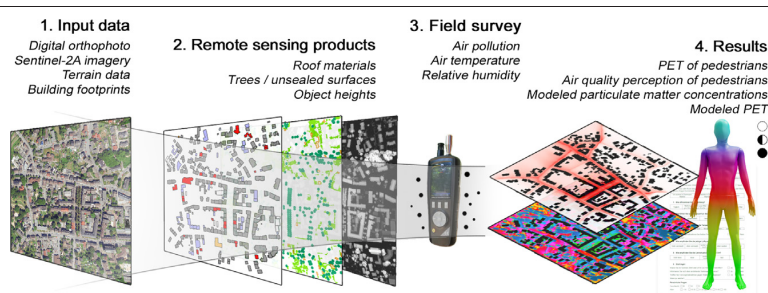 1. Input data
Digital orthophoto
Sentinel-2A imagery
Terrain data
Building footprints
2. Remote sensing products
Roof materials
Trees / unsealed surfaces
Object heights
3. Field survey
Air pollution
Air temperature
Relative humidity
4. Results
PET of pedestrians
Air quality perception of pedestrians
Modeled particulate matter concentrations
Modeled PET